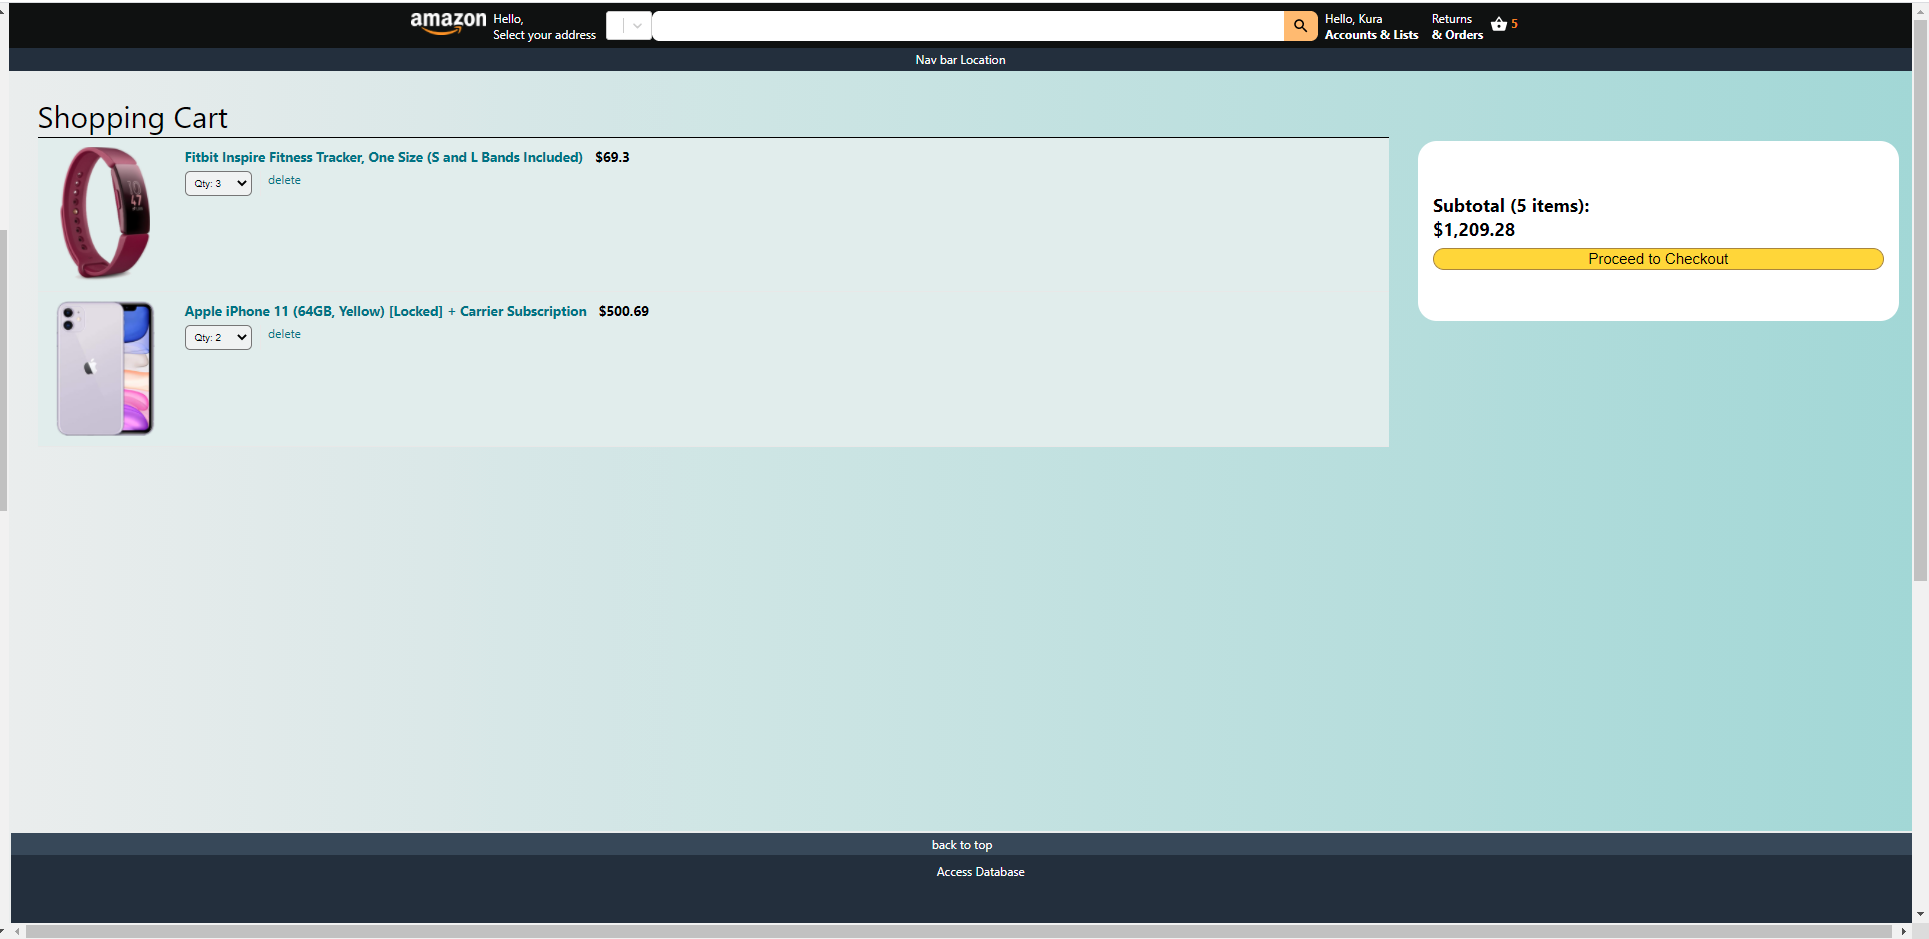 amazon
Hello,
Select your address
Hello, Kura
Accounts & Lists
Returns
& Orders
5
Nav bar Location
Shopping Cart
Fitbit Inspire Fitness Tracker, One Size (S and L Bands Included) $69.3
Qty: 3 delete
10
47
Apple iPhone 11 (64GB, Yellow) [Locked] + Carrier Subscription $500.69
Qty: 2 delete
Subtotal (5 items):
$1,209.28
Proceed to Checkout
back to top
Access Database